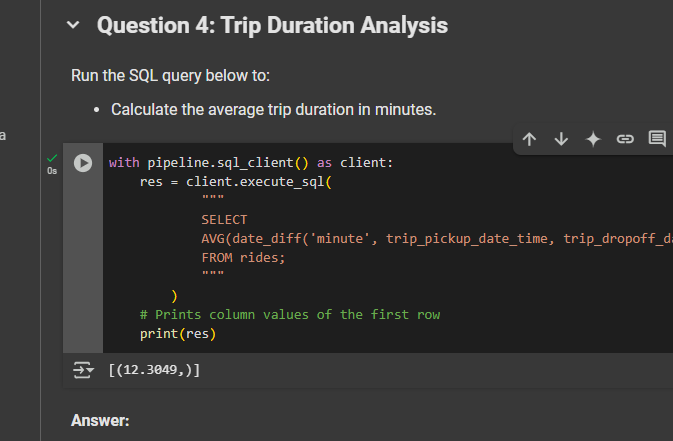 Question 4: Trip Duration Analysis
Run the SQL query below to:
• Calculate the average trip duration in minutes.
a
0s
with pipeline.sql_client() as client:
res = client.execute_sql(
"""
SELECT
AVG(date_diff('minute', trip_pickup_date_time, trip_dropoff_da
FROM rides;
"""
)
# Prints column values of the first row
print(res)
[(12.3049,)]
Answer: